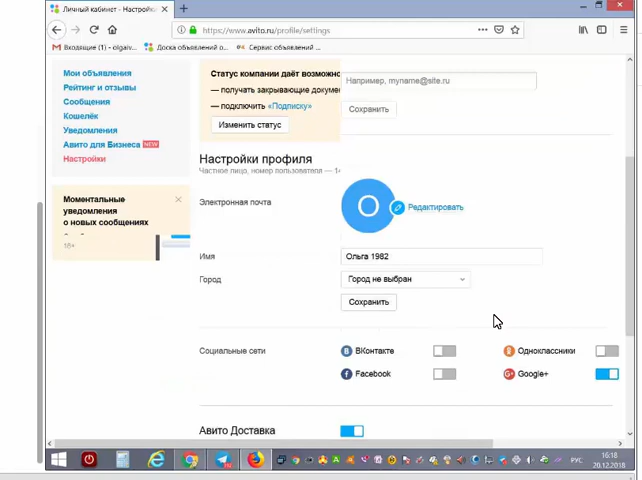 Личный кабинет - Настройки
https://www.avito.ru/profile/settings
Входящие (1) - olgaiv...
Доска объявлений о...
Сервис объявлений ...
Мои объявления
Рейтинг и отзывы
Сообщения
Кошелёк
Уведомления
Авито для Бизнеса NEW
Настройки
Моментальные
уведомления
о новых сообщениях
16+
Статус компании даёт возможно
— получать закрывающие докуме
— подключить «Подписку»
Изменить статус
Например, myname@site.ru
Сохранить
Настройки профиля
Частное лицо, номер пользователя — 14
Электронная почта
О
Редактировать
Имя
Ольга 1982
Город
Город не выбран
Сохранить
Социальные сети
ВКонтакте
Одноклассники
Facebook
Google+
Авито Доставка
РУС
16:18
20.12.2018